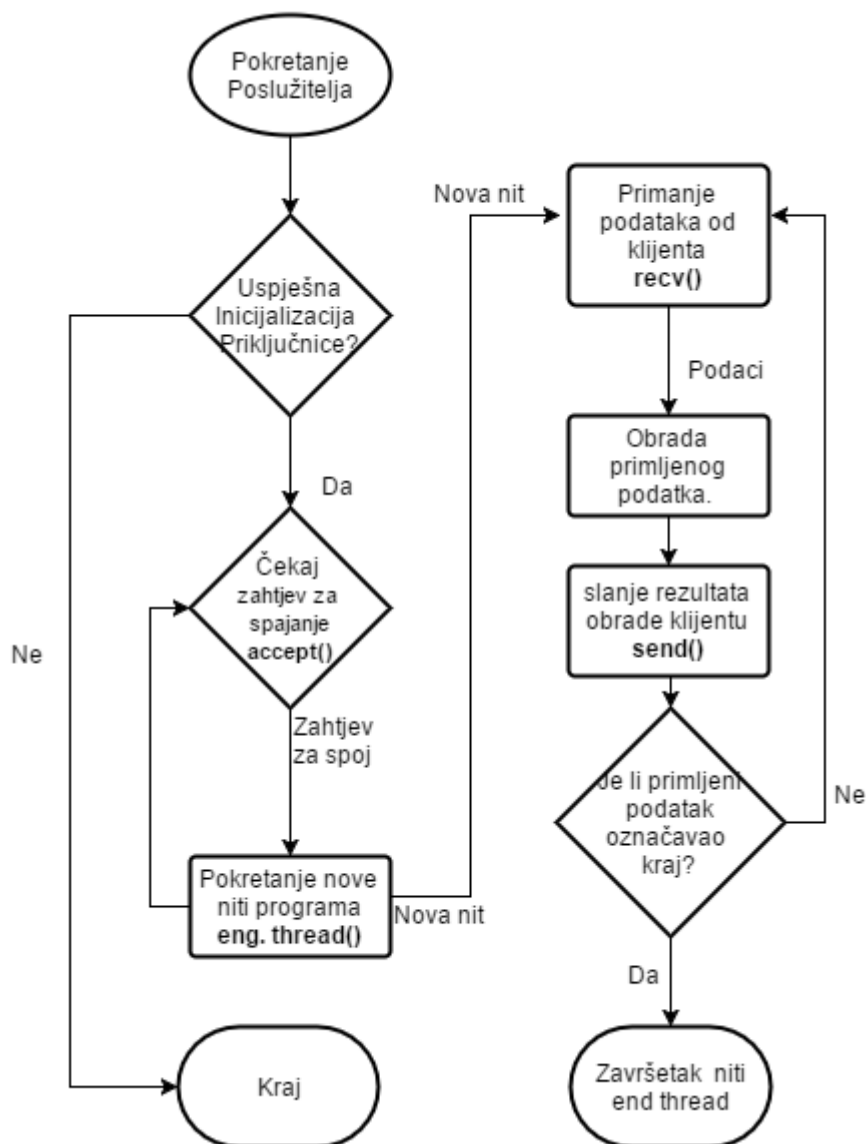 Pokretanje
Poslužitelja
Uspješna
Inicijalizacija
Priključnice?
Da
Čekaj
zahtjev za
spajanje
accept()
Ne
Zahtjev
za spoj
Pokretanje nove
niti programa
eng. thread()
Nova nit
Kraj
Nova nit
Primanje
podataka od
klijenta
recv()
Podaci
Obrada
primljenog
podatka.
slanje rezultata
obrade klijentu
send()
Je li primljeni
podatak
označavao
kraj?
Ne
Da
Završetak niti
end thread